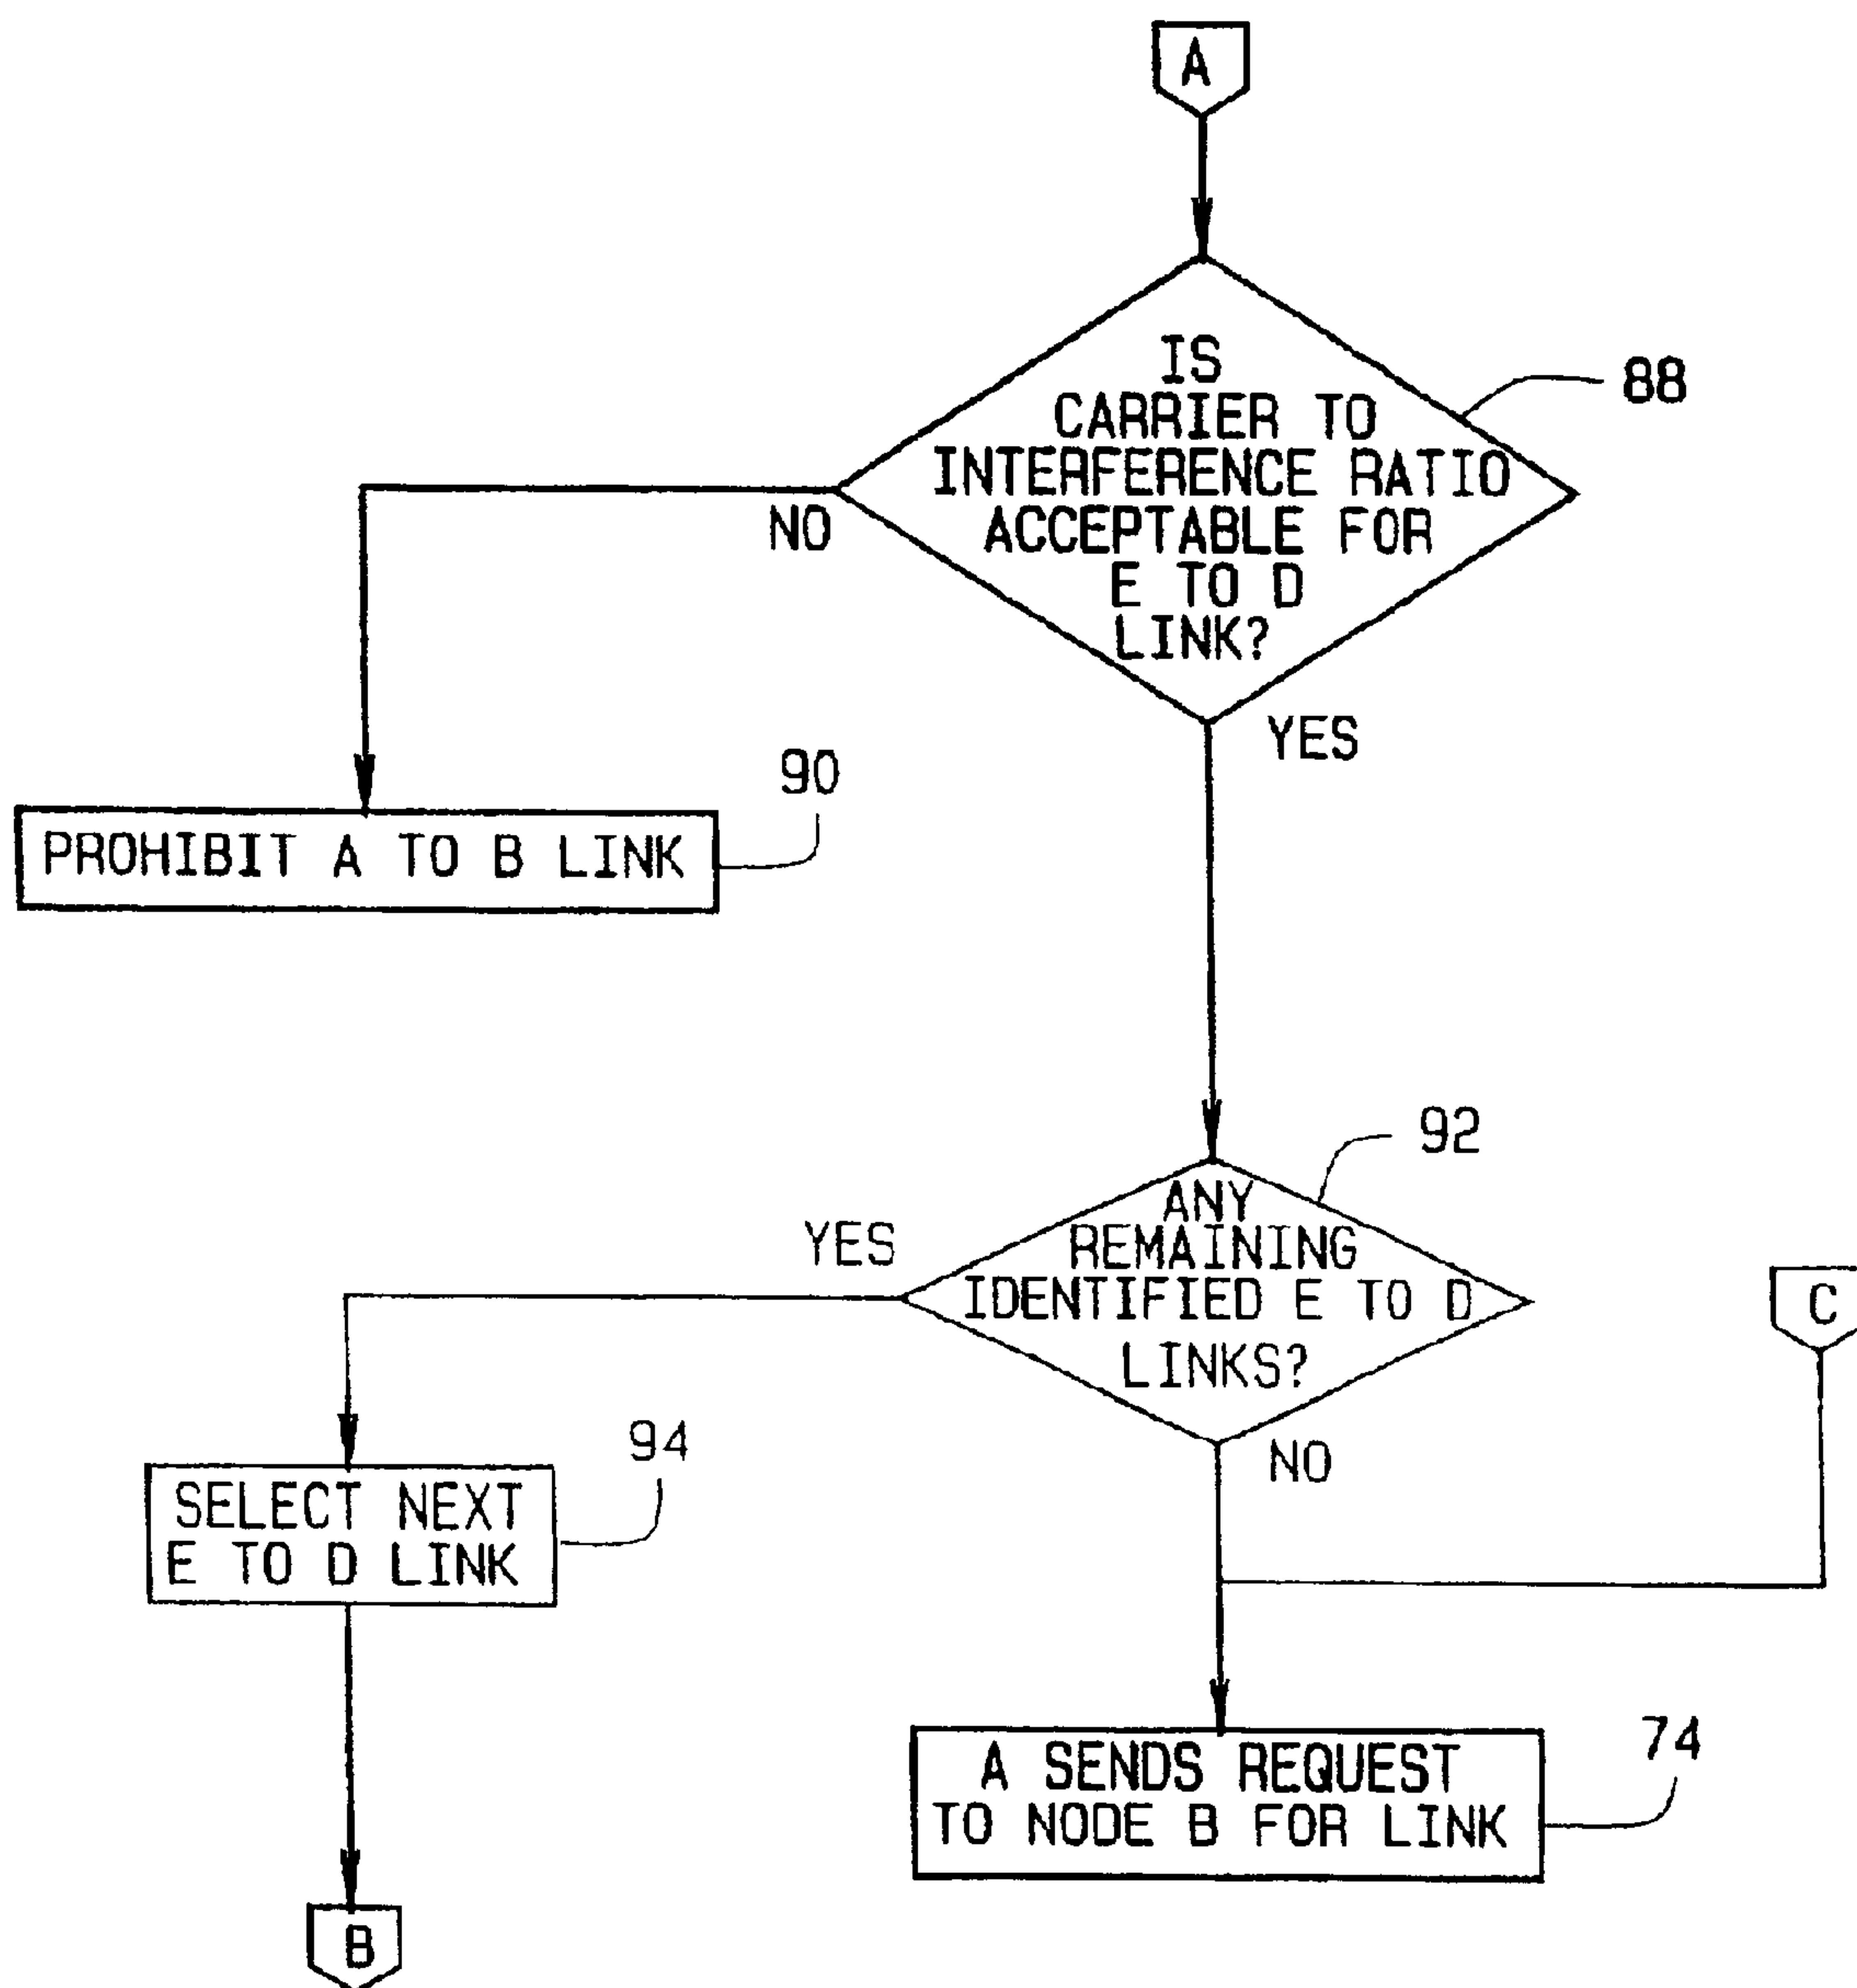 A
IS
CARRIER TO
INTERFERENCE RATIO
ACCEPTABLE FOR
E TO D
LINK?
88
NO
YES
90
PROHIBIT A TO B LINK
92
ANY
REMAINING
IDENTIFIED E TO D
LINKS?
YES
C
NO
94
SELECT NEXT
E TO D LINK
74
A SENDS REQUEST
TO NODE B FOR LINK
B